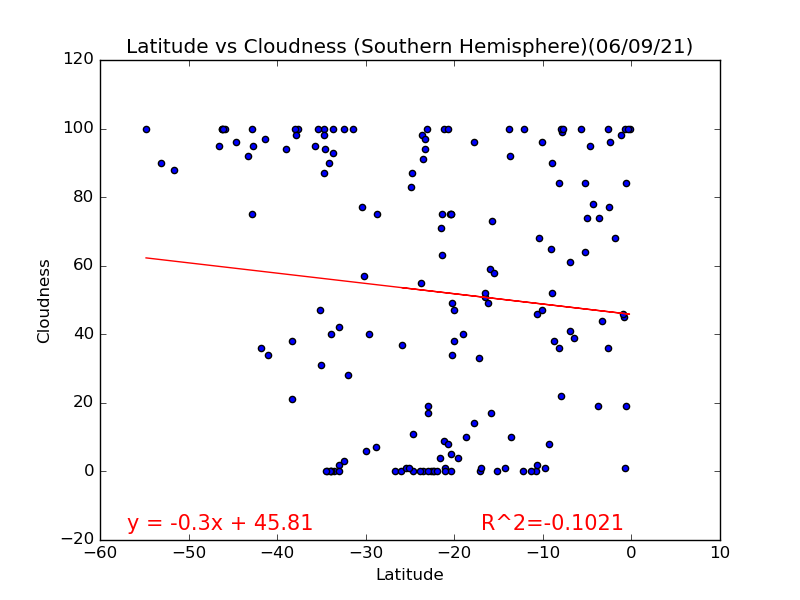 Latitude vs Cloudness (Southern Hemisphere)(06/09/21)
120
100
80
60
40
20
0
−20
Cloudness
y = -0.3x + 45.81
R^2=-0.1021
−60 −50 −40 −30 −20 −10 0 10
Latitude